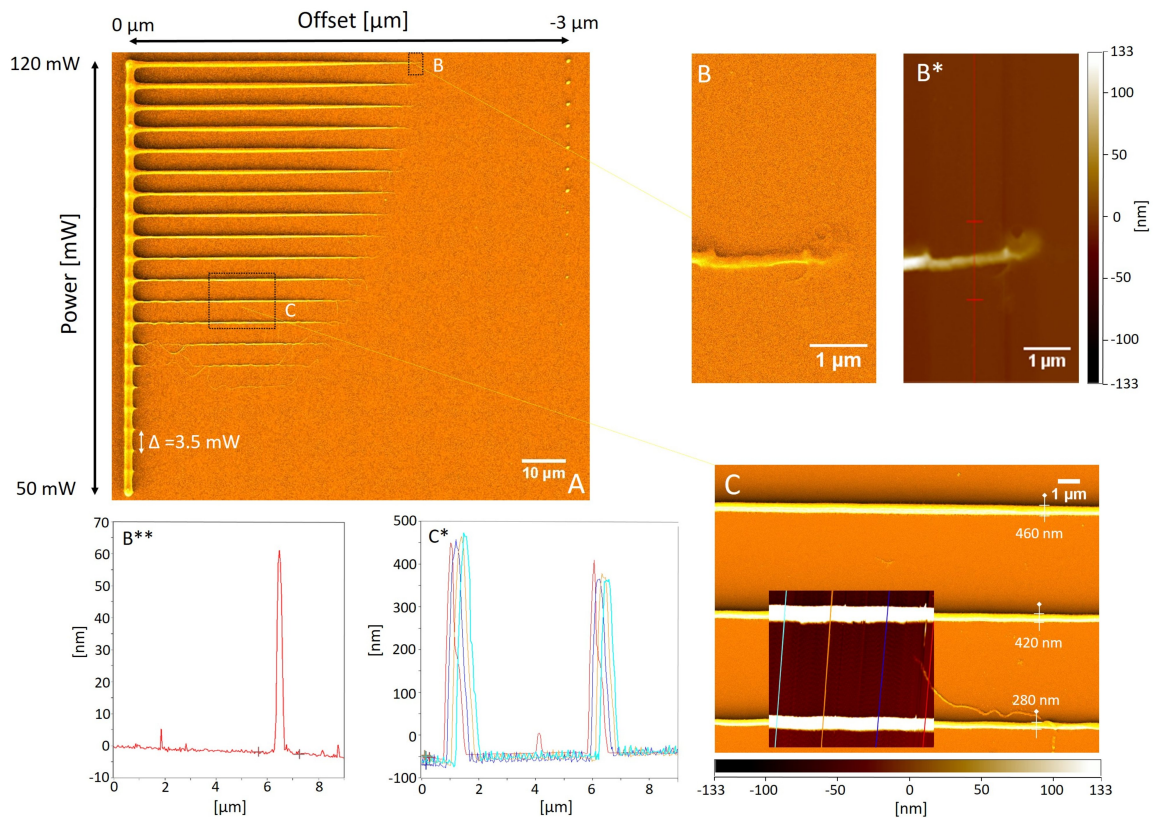 0 µm
Offset [µm]
-3 µm
120 mW
Power [mW]
50 mW
B
C
Δ =3.5 mW
10 µm
A
B
1 µm
B*
1 µm
133
100
50
0
-50
-100
-133
[nm]
B**
70
60
50
40
30
20
10
0
-10
[nm]
0 2 4 6 8
[µm]
C*
500
400
300
200
100
0
-100
[nm]
0 2 4 6 8
[µm]
C
1 µm
460 nm
420 nm
280 nm
-133 -100 -50 0 50 100 133
[nm]